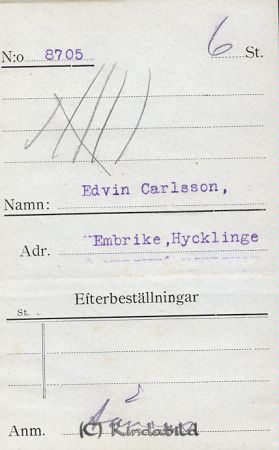 N:o 8705 6 St.
Namn: Edvin Carlsson,
Adr. Embrike, Hycklinge
Efterbeställningar
St.
Anm.
(C) Kindabild